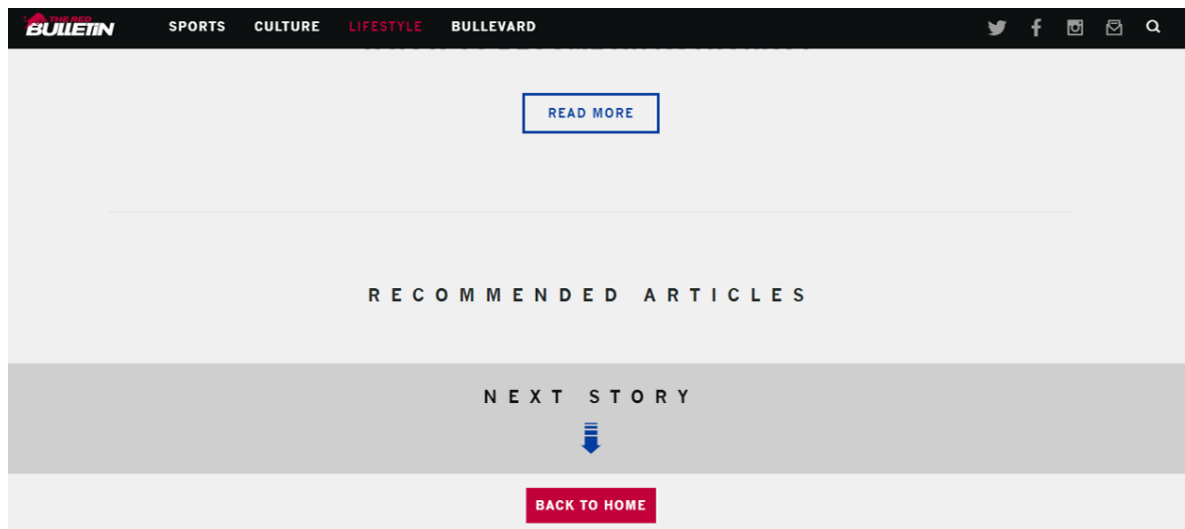 THE RED
BULLETIN
SPORTS CULTURE LIFESTYLE BULLEVARD
READ MORE
RECOMMENDED ARTICLES
NEXT STORY
BACK TO HOME